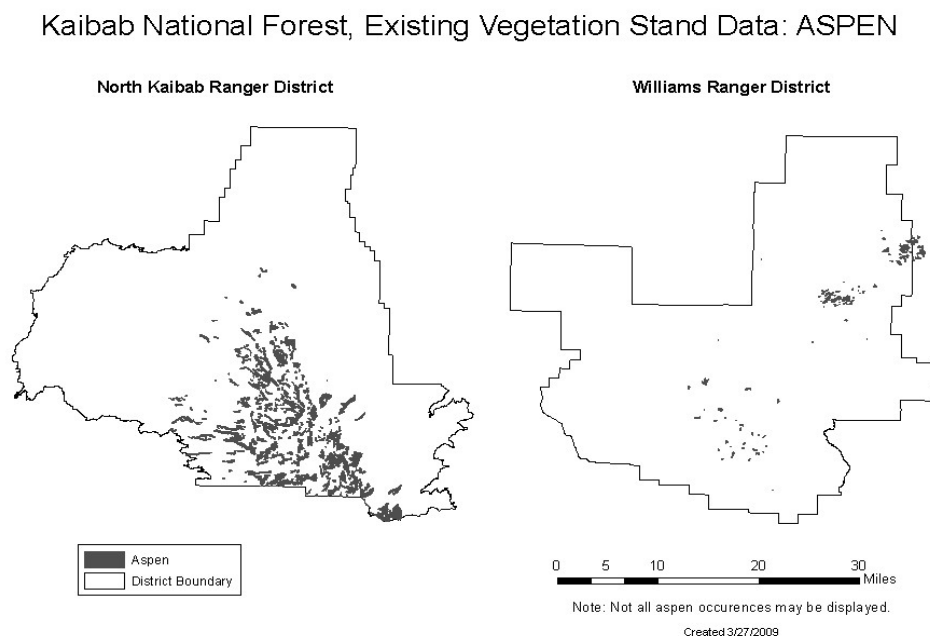 Kaibab National Forest, Existing Vegetation Stand Data: ASPEN
North Kaibab Ranger District
Williams Ranger District
Aspen
District Boundary
0 5 10 20 30
Miles
Note: Not all aspen occurences may be displayed.
Created 3/27/2009